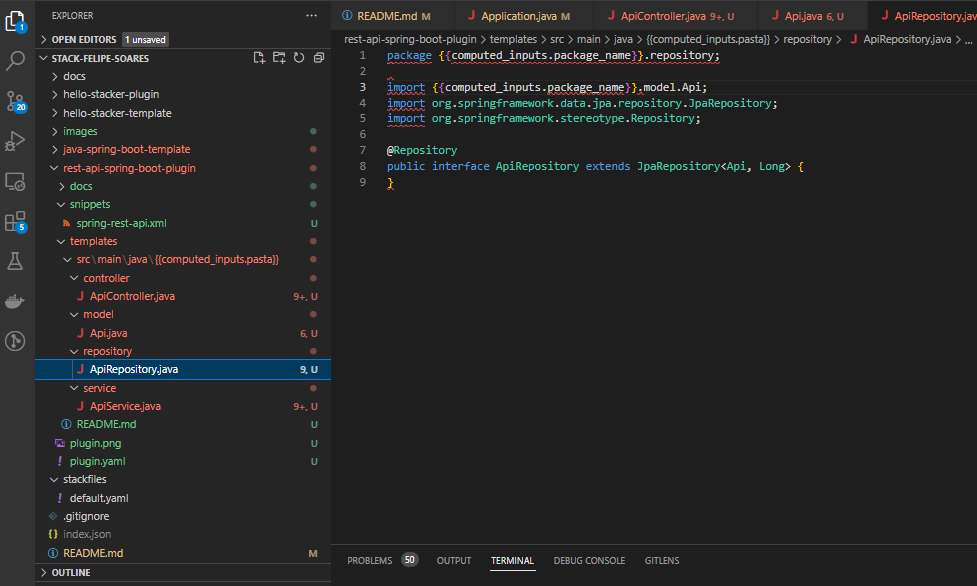 EXPLORER
OPEN EDITORS 1 unsaved
STACK-FELIPE-SOARES
docs
hello-stacker-plugin
hello-stacker-template
images
java-spring-boot-template
rest-api-spring-boot-plugin
docs
snippets
spring-rest-api.xml U
templates
src\main\java\{{computed_inputs.pasta}}
controller
ApiController.java 9+, U
model
Api.java 6, U
repository
ApiRepository.java 9, U
service
ApiService.java 9+, U
README.md U
plugin.png U
plugin.yaml U
stackfiles
default.yaml
.gitignore
index.json
README.md M
OUTLINE
1
20
5
README.md M Application.java M ApiController.java 9+, U Api.java 6, U ApiRepository.jav
rest-api-spring-boot-plugin > templates > src > main > java > {{computed_inputs.pasta}} > repository > ApiRepository.java > ...
1 package {{computed_inputs.package_name}}.repository;
2
3 import {{computed_inputs.package_name}}.model.Api;
4 import org.springframework.data.jpa.repository.JpaRepository;
5 import org.springframework.stereotype.Repository;
6
7 @Repository
8 public interface ApiRepository extends JpaRepository<Api, Long> {
9 }
PROBLEMS 50 OUTPUT TERMINAL DEBUG CONSOLE GITLENS